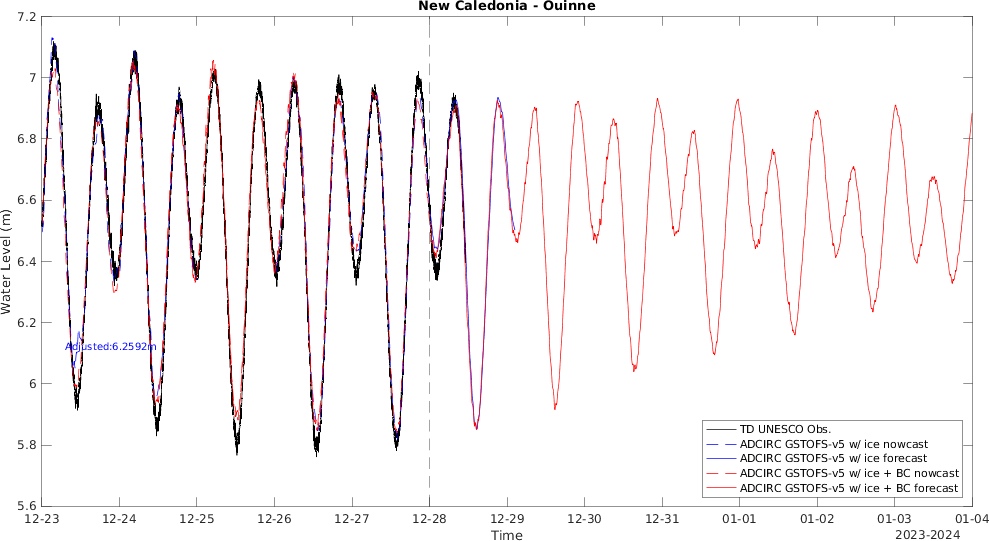 New Caledonia - Ouinne
7.2
7
6.8
6.6
6.4
6.2
6
5.8
5.6
Water Level (m)
Adjusted:6.2592m
TD UNESCO Obs.
ADCIRC GSTOFS-v5 w/ ice nowcast
ADCIRC GSTOFS-v5 w/ ice forecast
ADCIRC GSTOFS-v5 w/ ice + BC nowcast
ADCIRC GSTOFS-v5 w/ ice + BC forecast
12-23 12-24 12-25 12-26 12-27 12-28 12-29 12-30 12-31 01-01 01-02 01-03 01-04
Time
2023-2024